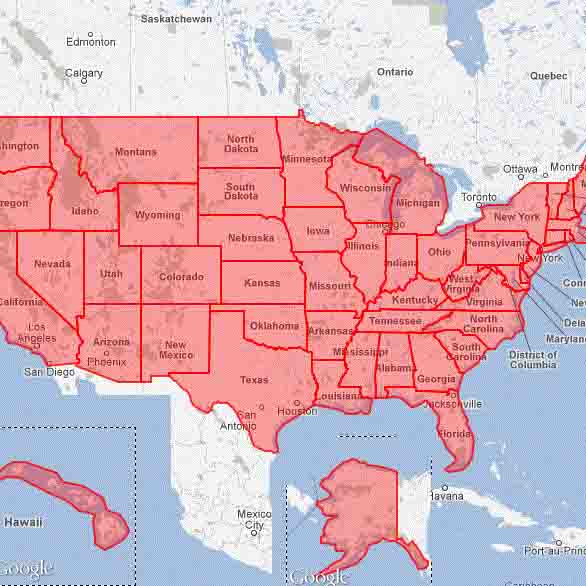 Saskatchewan
Edmonton
Calgary
Ontario
Quebec
hington
Montana
North
Dakota
Minnesota
Ottawa
Montre
Toronto
South
Dakota
Wisconsin
Michigan
regon
Idaho
Wyoming
New York
Nebraska
Iowa
Chicago
Illinois
Indiana
Ohio
Pennsylvania
New York
Nevada
Utah
Colorado
Kansas
Missouri
West
Virginia
Virginia
Kentucky
Conn
New
Maryland
California
Los
Angeles
San Diego
Arizona
Phoenix
New
Mexico
Oklahoma
Arkansas
Tennessee
North
Carolina
South
Carolina
District of
Columbia
Mississippi
Alabama
Georgia
Texas
Louisiana
San
Antonio
Houston
Jacksonville
Florida
Hawaii
Mexico
City
Havana
Port-au-Prin
Google
Google
Caribbean